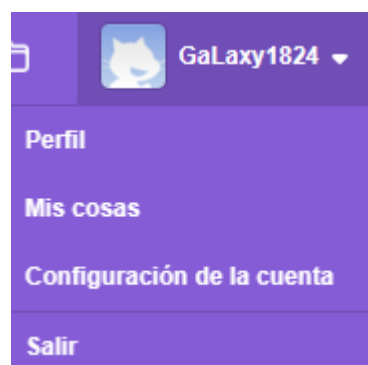 GaLaxy1824
Perfil
Mis cosas
Configuración de la cuenta
Salir